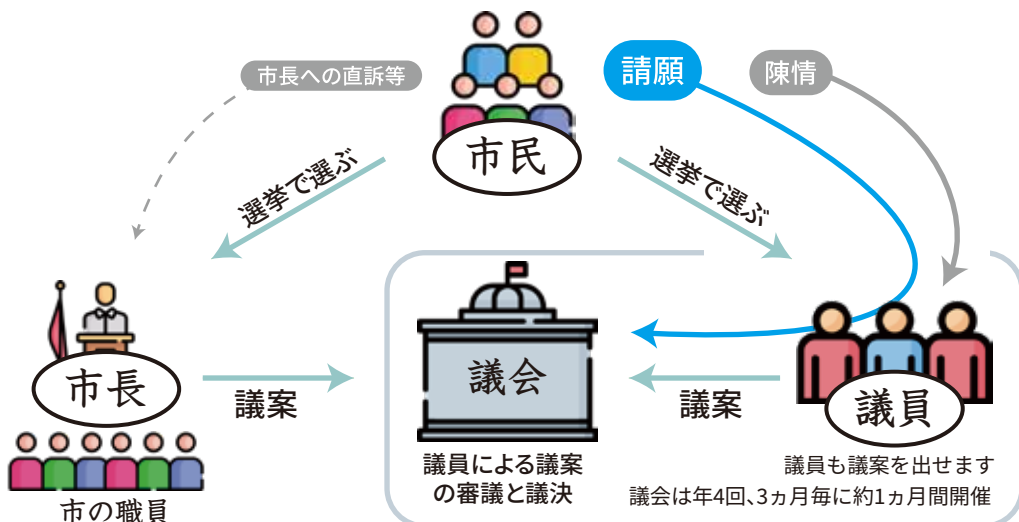 市長への直訴等
請願
陳情
市民
選挙で選ぶ
選挙で選ぶ
市長
議案
議会
議案
議員
市の職員
議員による議案
の審議と議決
議員も議案を出せます
議会は年4回、3ヵ月毎に約1ヵ月間開催